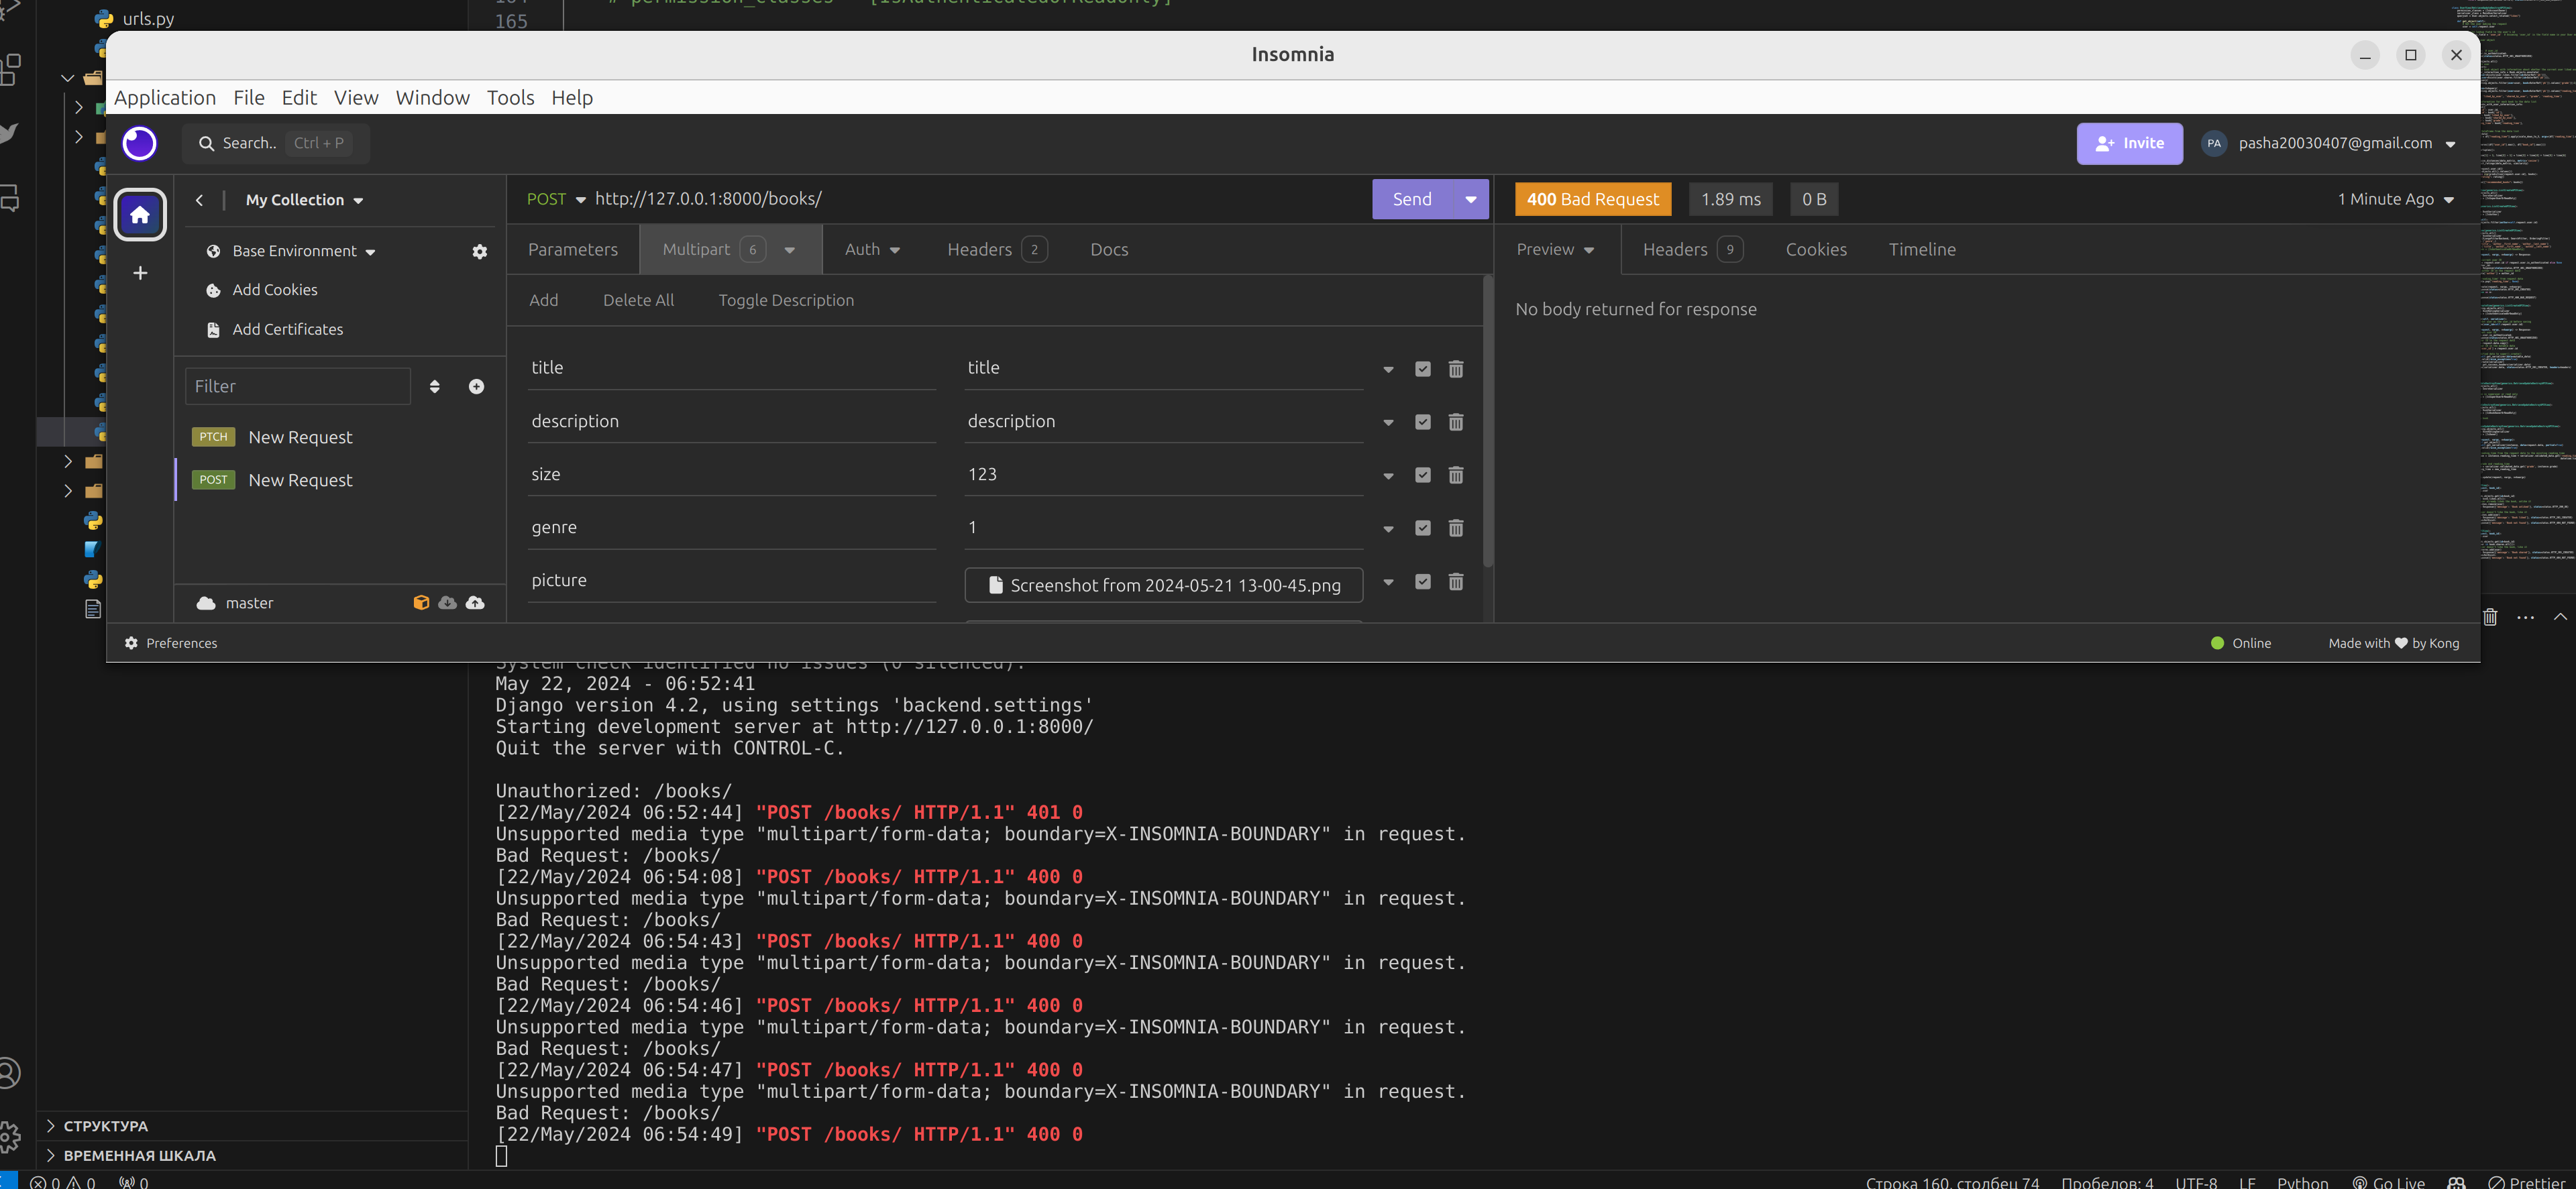 urls.py
165
Insomnia
Application File Edit View Window Tools Help
Search.. Ctrl + P
Invite
PA pasha20030407@gmail.com
My Collection
POST http://127.0.0.1:8000/books/
Send
400 Bad Request 1.89 ms 0 B
1 Minute Ago
Base Environment
Parameters Multipart 6 Auth Headers 2 Docs
Preview Headers 9 Cookies Timeline
Add Cookies
Add Delete All Toggle Description
No body returned for response
Add Certificates
title title
Filter
description description
PTCH New Request
size 123
POST New Request
genre 1
picture Screenshot from 2024-05-21 13-00-45.png
master
Preferences
Online Made with by Kong
System check identified no issues (0 silenced).
May 22, 2024 - 06:52:41
Django version 4.2, using settings 'backend.settings'
Starting development server at http://127.0.0.1:8000/
Quit the server with CONTROL-C.
Unauthorized: /books/
[22/May/2024 06:52:44] "POST /books/ HTTP/1.1" 401 0
Unsupported media type "multipart/form-data; boundary=X-INSOMNIA-BOUNDARY" in request.
Bad Request: /books/
[22/May/2024 06:54:08] "POST /books/ HTTP/1.1" 400 0
Unsupported media type "multipart/form-data; boundary=X-INSOMNIA-BOUNDARY" in request.
Bad Request: /books/
[22/May/2024 06:54:43] "POST /books/ HTTP/1.1" 400 0
Unsupported media type "multipart/form-data; boundary=X-INSOMNIA-BOUNDARY" in request.
Bad Request: /books/
[22/May/2024 06:54:46] "POST /books/ HTTP/1.1" 400 0
Unsupported media type "multipart/form-data; boundary=X-INSOMNIA-BOUNDARY" in request.
Bad Request: /books/
[22/May/2024 06:54:47] "POST /books/ HTTP/1.1" 400 0
Unsupported media type "multipart/form-data; boundary=X-INSOMNIA-BOUNDARY" in request.
Bad Request: /books/
[22/May/2024 06:54:49] "POST /books/ HTTP/1.1" 400 0
СТРУКТУРА
ВРЕМЕННАЯ ШКАЛА
0 0 0
Строка 160, столбец 74 Пробелов: 4 UTF-8 LF Python Go Live Prettier